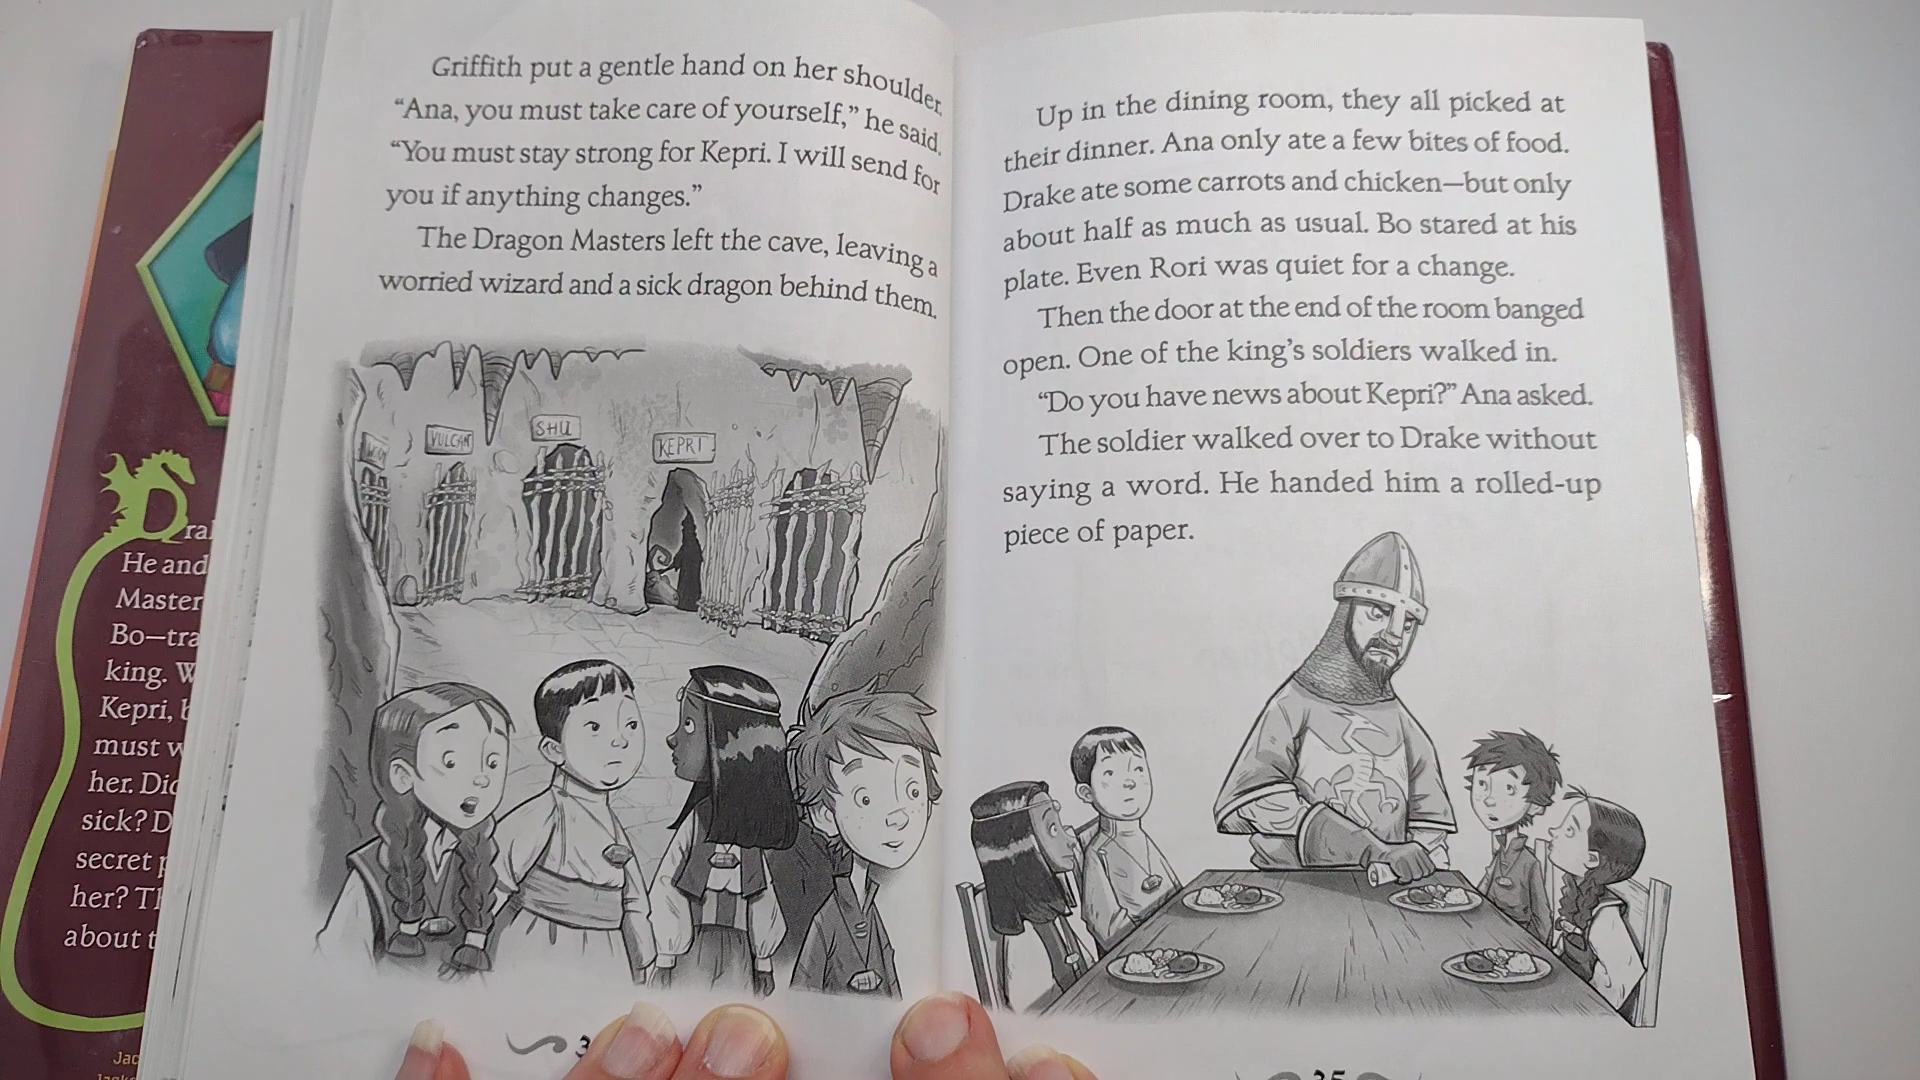 Griffith put a gentle hand on her shoulder.
“Ana, you must take care of yourself,” he said.
“You must stay strong for Kepri. I will send for
you if anything changes.”
The Dragon Masters left the cave, leaving a
worried wizard and a sick dragon behind them.
VULCAN
SHU
KEPRI
Up in the dining room, they all picked at
their dinner. Ana only ate a few bites of food.
Drake ate some carrots and chicken—but only
about half as much as usual. Bo stared at his
plate. Even Rori was quiet for a change.
Then the door at the end of the room banged
open. One of the king’s soldiers walked in.
“Do you have news about Kepri?” Ana asked.
The soldier walked over to Drake without
saying a word. He handed him a rolled-up
piece of paper.
35
He and
Master
Bo—tra
king. W
Kepri, b
must w
her. Did
sick? D
secret p
her? Th
about t
Jac